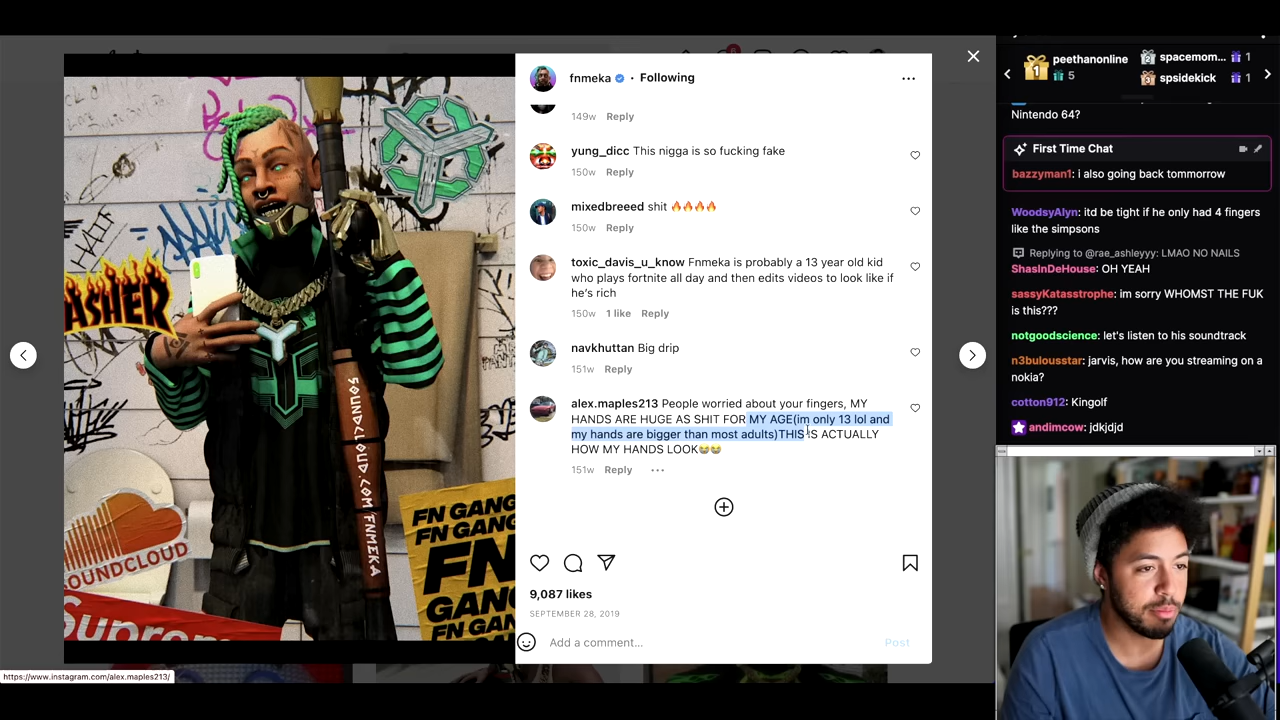 fnmeka • Following
149w Reply
yung_dicc This nigga is so fucking fake
150w Reply
mixedbreeed shit 🔥🔥🔥🔥
150w Reply
toxic_davis_u_know Fnmeka is probably a 13 year old kid
who plays fortnite all day and then edits videos to look like if
he's rich
150w 1 like Reply
navkhuttan Big drip
151w Reply
alex.maples213 People worried about your fingers, MY
HANDS ARE HUGE AS SHIT FOR MY AGE(im only 13 lol and
my hands are bigger than most adults)THIS IS ACTUALLY
HOW MY HANDS LOOK😭😭
151w Reply
9,087 likes
SEPTEMBER 28, 2019
Add a comment...
Post
https://www.instagram.com/alex.maples213/
ASHER
SOUNDCLOUD.COM/FNMEKA
SOUNDCLOUD
Suprem
FN GANG
FN GANG
FN
GANG
FN GANG
FN GANG
1
peethanonline
5
spacemom... 1
spsidekick 1
Nintendo 64?
First Time Chat
bazzyman1: i also going back tommorrow
WoodsyAlyn: itd be tight if he only had 4 fingers
like the simpsons
Replying to @rae_ashleyyy: LMAO NO NAILS
ShasInDeHouse: OH YEAH
sassyKatasstrophe: im sorry WHOMST THE FUK
is this???
notgoodscience: let's listen to his soundtrack
n3bulousstar: jarvis, how are you streaming on a
nokia?
cotton912: Kingolf
andimcow: jdkjdjd